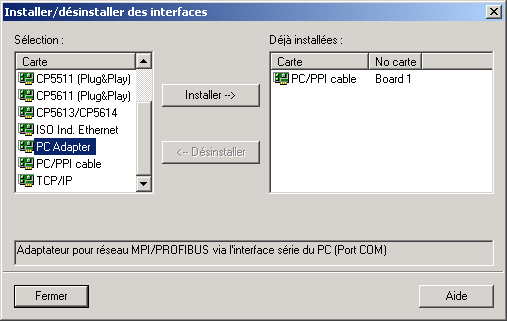 Installer/désinstaller des interfaces
Sélection :
Carte
CP5511 (Plug&Play)
CP5611 (Plug&Play)
CP5613/CP5614
ISO Ind. Ethernet
PC Adapter
PC/PPI cable
TCP/IP
Installer -->
<-- Désinstaller
Déjà installées :
Carte No carte
PC/PPI cable Board 1
Adaptateur pour réseau MPI/PROFIBUS via l'interface série du PC (Port COM)
Fermer
Aide